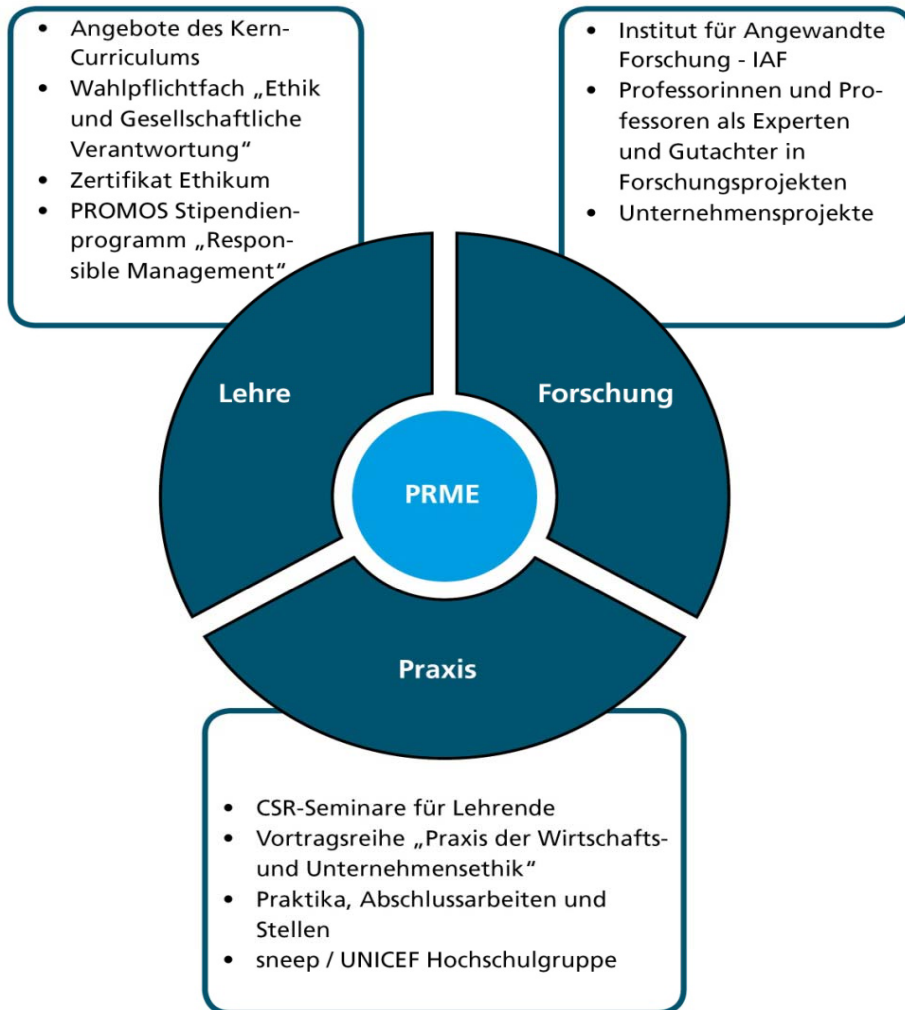 • Angebote des Kern-
Curriculums
• Wahlpflichtfach „Ethik
und Gesellschaftliche
Verantwortung“
• Zertifikat Ethikum
• PROMOS Stipendien-
programm „Respon-
sible Management“
• Institut für Angewandte
Forschung - IAF
• Professorinnen und Pro-
fessoren als Experten
und Gutachter in
Forschungsprojekten
• Unternehmensprojekte
Lehre
Forschung
PRME
Praxis
• CSR-Seminare für Lehrende
• Vortragsreihe „Praxis der Wirtschafts-
und Unternehmensethik“
• Praktika, Abschlussarbeiten und
Stellen
• sneep / UNICEF Hochschulgruppe